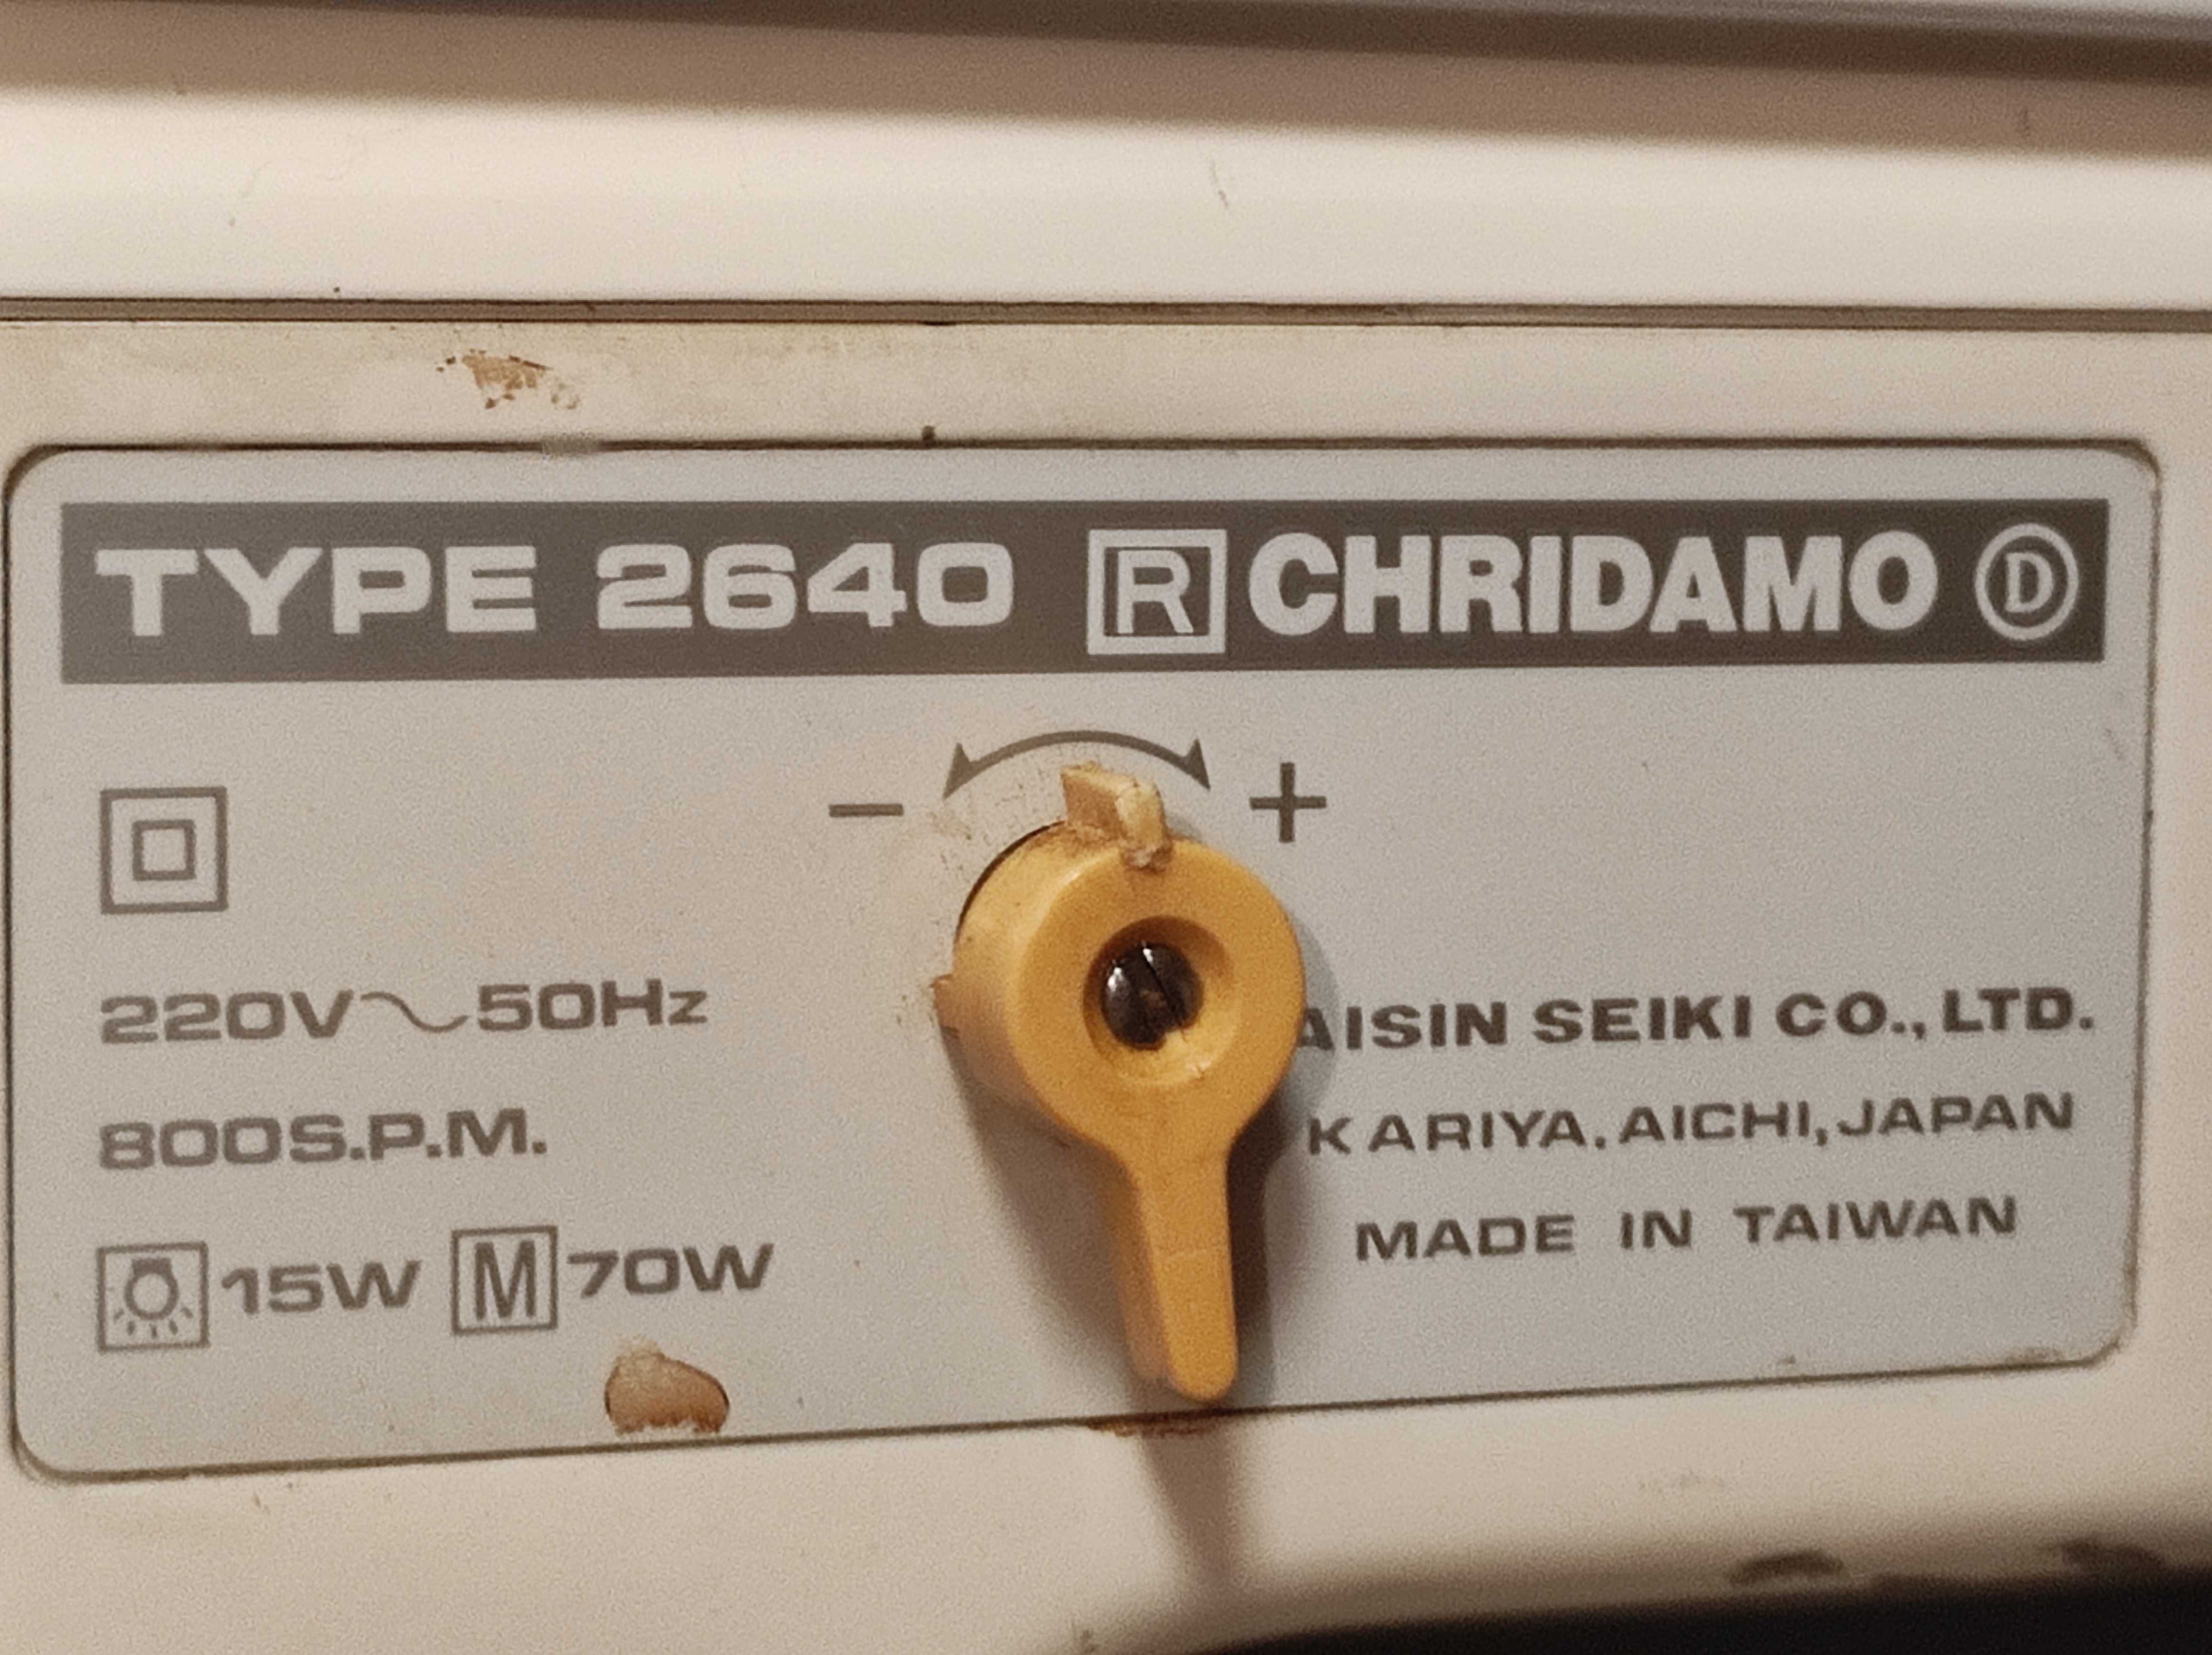 TYPE 2640 R CHRIDAMO D
− +
220V~50Hz
800S.P.M.
15W M 70W
AISIN SEIKI CO., LTD.
KARIYA, AICHI, JAPAN
MADE IN TAIWAN